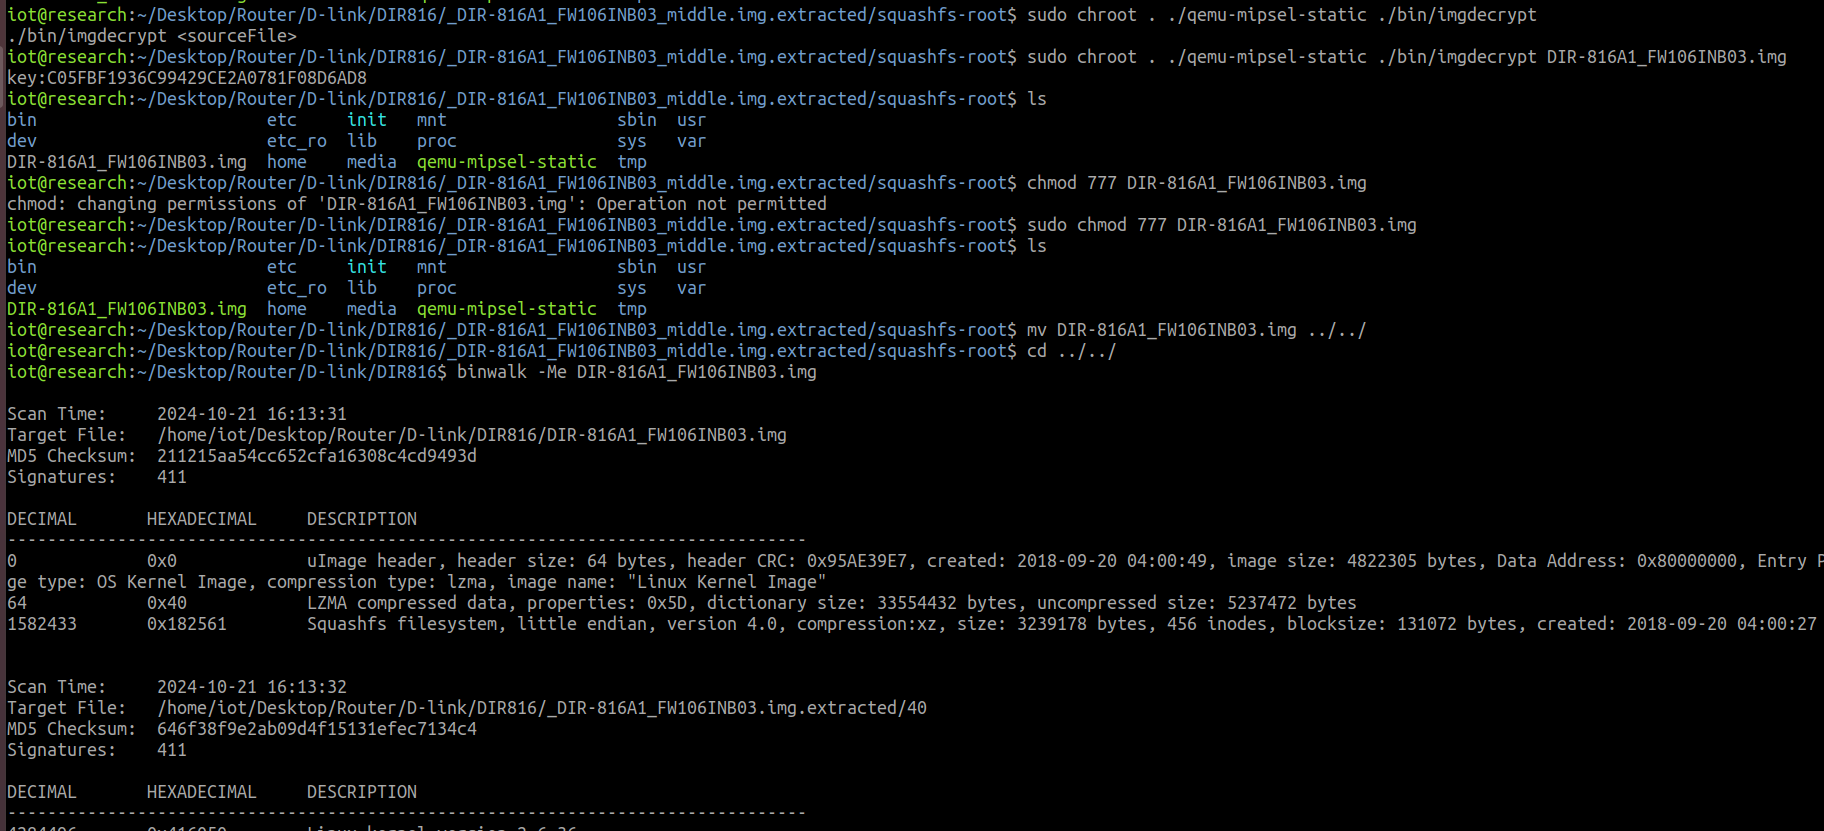 iot@research:~/Desktop/Router/D-link/DIR816/_DIR-816A1_FW106INB03_middle.img.extracted/squashfs-root$ sudo chroot . ./qemu-mipsel-static ./bin/imgdecrypt
./bin/imgdecrypt <sourceFile>
iot@research:~/Desktop/Router/D-link/DIR816/_DIR-816A1_FW106INB03_middle.img.extracted/squashfs-root$ sudo chroot . ./qemu-mipsel-static ./bin/imgdecrypt DIR-816A1_FW106INB03.img
key:C05FBF1936C99429CE2A0781F08D6AD8
iot@research:~/Desktop/Router/D-link/DIR816/_DIR-816A1_FW106INB03_middle.img.extracted/squashfs-root$ ls
bin etc init mnt sbin usr
dev etc_ro lib proc sys var
DIR-816A1_FW106INB03.img home media qemu-mipsel-static tmp
iot@research:~/Desktop/Router/D-link/DIR816/_DIR-816A1_FW106INB03_middle.img.extracted/squashfs-root$ chmod 777 DIR-816A1_FW106INB03.img
chmod: changing permissions of 'DIR-816A1_FW106INB03.img': Operation not permitted
iot@research:~/Desktop/Router/D-link/DIR816/_DIR-816A1_FW106INB03_middle.img.extracted/squashfs-root$ sudo chmod 777 DIR-816A1_FW106INB03.img
iot@research:~/Desktop/Router/D-link/DIR816/_DIR-816A1_FW106INB03_middle.img.extracted/squashfs-root$ ls
bin etc init mnt sbin usr
dev etc_ro lib proc sys var
DIR-816A1_FW106INB03.img home media qemu-mipsel-static tmp
iot@research:~/Desktop/Router/D-link/DIR816/_DIR-816A1_FW106INB03_middle.img.extracted/squashfs-root$ mv DIR-816A1_FW106INB03.img ../../
iot@research:~/Desktop/Router/D-link/DIR816/_DIR-816A1_FW106INB03_middle.img.extracted/squashfs-root$ cd ../../
iot@research:~/Desktop/Router/D-link/DIR816$ binwalk -Me DIR-816A1_FW106INB03.img
Scan Time: 2024-10-21 16:13:31
Target File: /home/iot/Desktop/Router/D-link/DIR816/DIR-816A1_FW106INB03.img
MD5 Checksum: 211215aa54cc652cfa16308c4cd9493d
Signatures: 411
DECIMAL HEXADECIMAL DESCRIPTION
--------------------------------------------------------------------------------
0 0x0 uImage header, header size: 64 bytes, header CRC: 0x95AE39E7, created: 2018-09-20 04:00:49, image size: 4822305 bytes, Data Address: 0x80000000, Entry P
ge type: OS Kernel Image, compression type: lzma, image name: "Linux Kernel Image"
64 0x40 LZMA compressed data, properties: 0x5D, dictionary size: 33554432 bytes, uncompressed size: 5237472 bytes
1582433 0x182561 Squashfs filesystem, little endian, version 4.0, compression:xz, size: 3239178 bytes, 456 inodes, blocksize: 131072 bytes, created: 2018-09-20 04:00:27
Scan Time: 2024-10-21 16:13:32
Target File: /home/iot/Desktop/Router/D-link/DIR816/_DIR-816A1_FW106INB03.img.extracted/40
MD5 Checksum: 646f38f9e2ab09d4f15131efec7134c4
Signatures: 411
DECIMAL HEXADECIMAL DESCRIPTION
--------------------------------------------------------------------------------
Linux kernel version 2.6.36